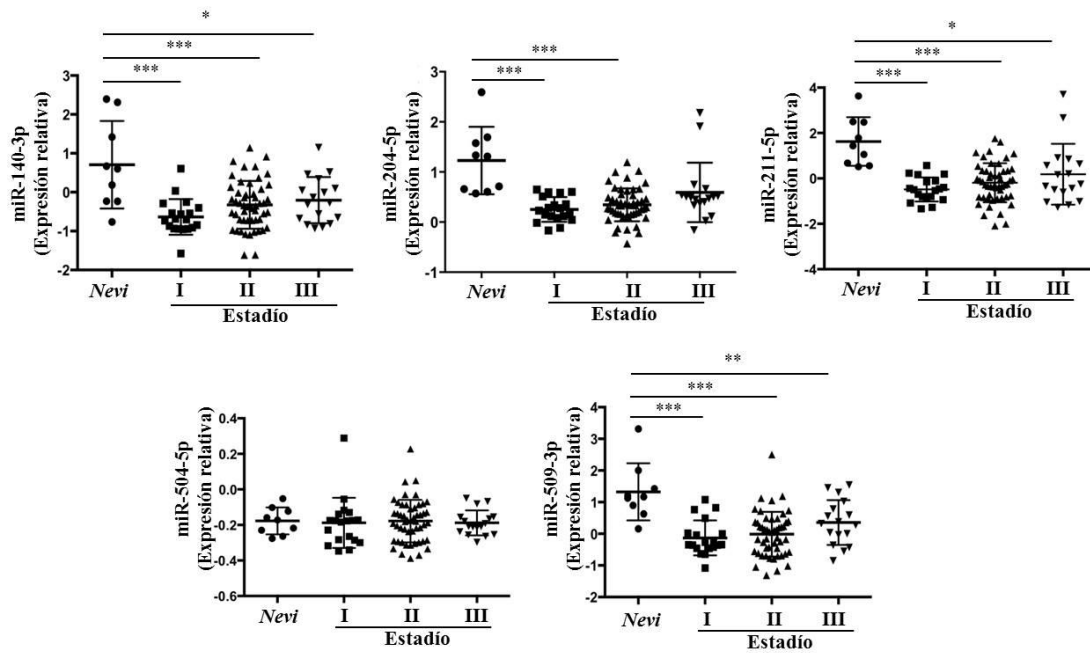 *
***
***
miR-140-3p
(Expresión relativa)
3
2
1
0
-1
-2
Nevi
I
II
III
Estadío
***
***
miR-204-5p
(Expresión relativa)
3
2
1
0
-1
Nevi
I
II
III
Estadío
*
***
***
miR-211-5p
(Expresión relativa)
4
2
0
-2
-4
Nevi
I
II
III
Estadío
miR-504-5p
(Expresión relativa)
0.4
0.2
0.0
-0.2
-0.4
-0.6
Nevi
I
II
III
Estadío
**
***
***
miR-509-3p
(Expresión relativa)
4
3
2
1
0
-1
-2
Nevi
I
II
III
Estadío